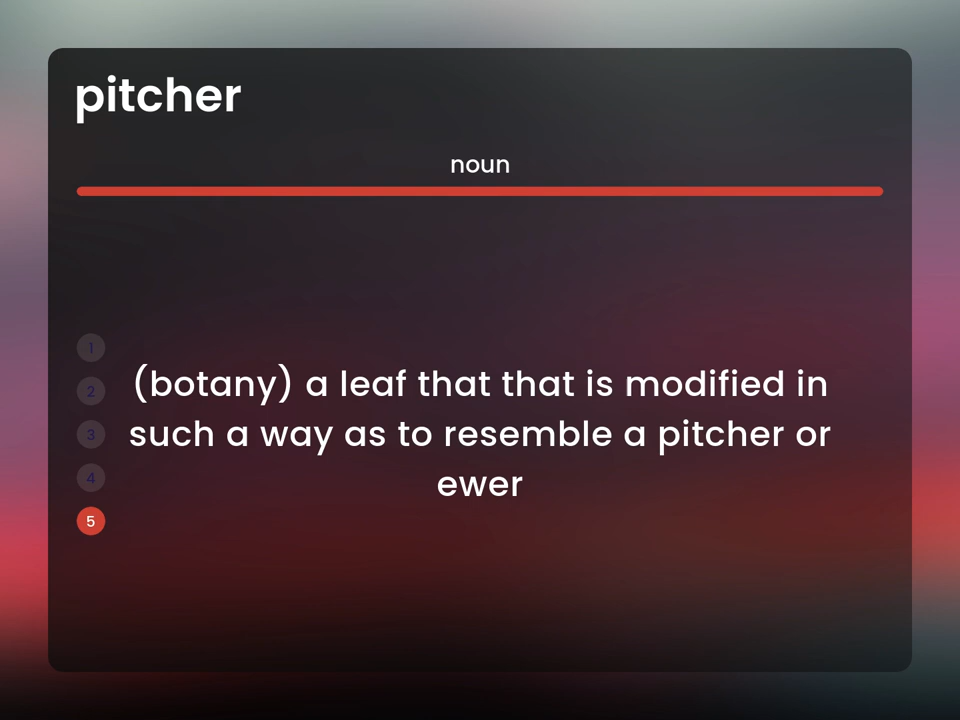 pitcher
noun
1
2
3
4
5
(botany) a leaf that that is modified in
such a way as to resemble a pitcher or
ewer